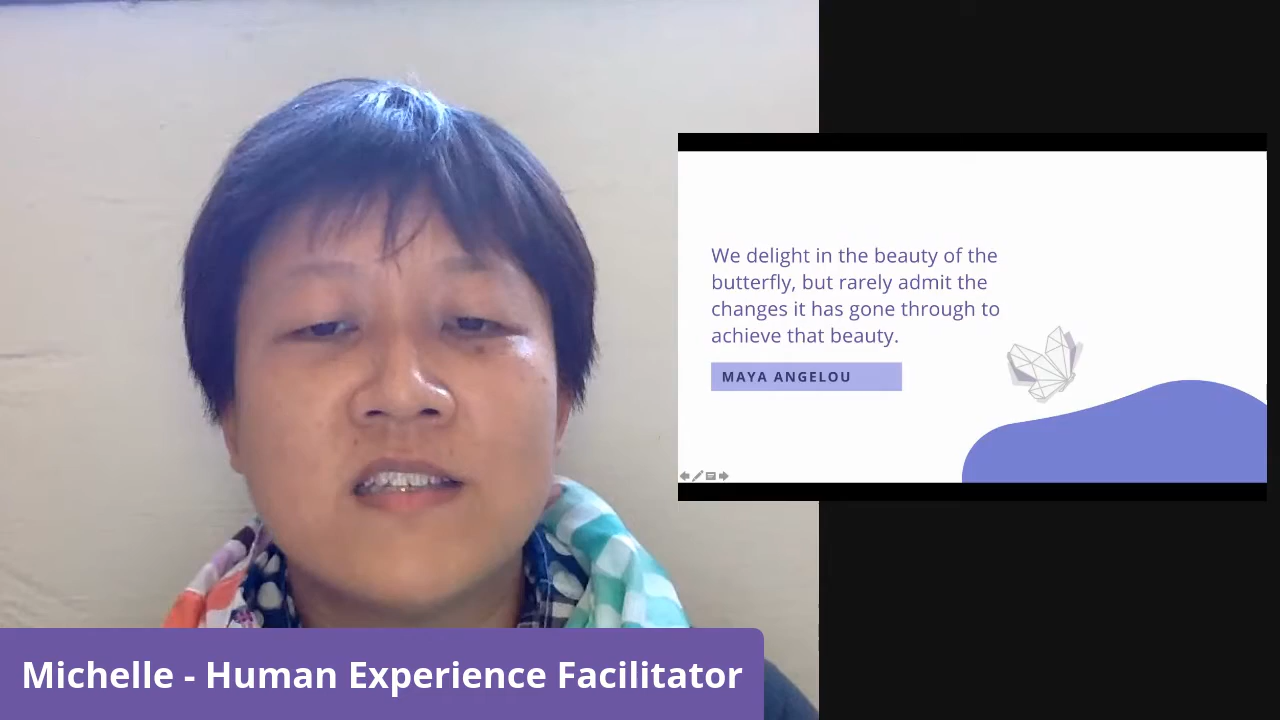 We delight in the beauty of the
butterfly, but rarely admit the
changes it has gone through to
achieve that beauty.
MAYA ANGELOU
Michelle - Human Experience Facilitator